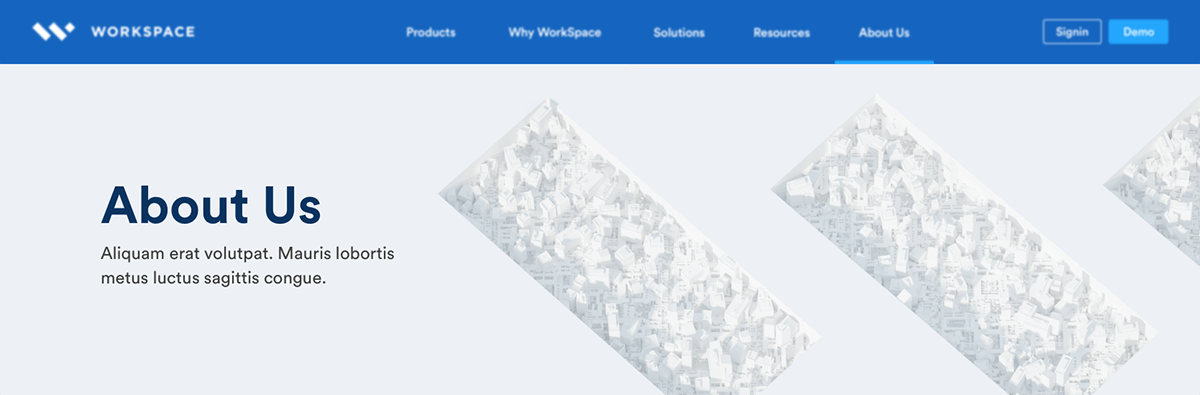 WORKSPACE
Products Why WorkSpace Solutions Resources About Us Signin Demo
About Us
Aliquam erat volutpat. Mauris lobortis
metus luctus sagittis congue.